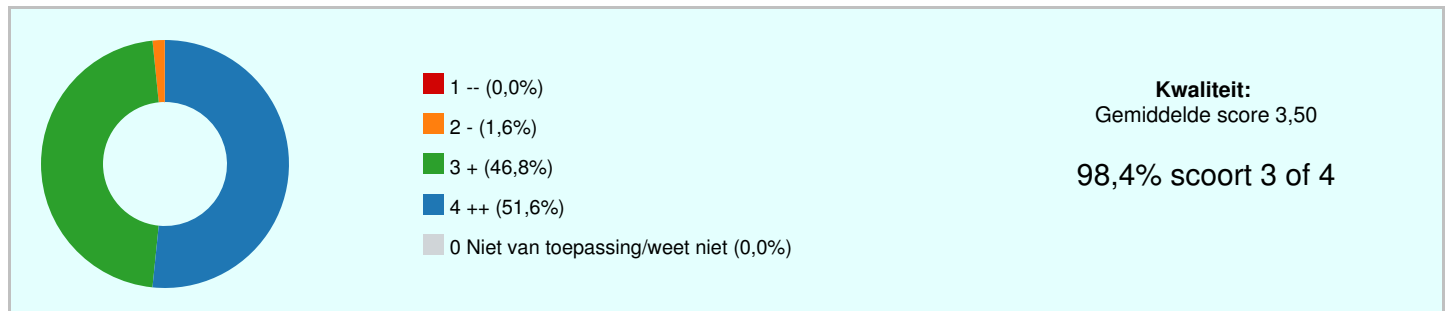 1 -- (0,0%)
2 - (1,6%)
3 + (46,8%)
4 ++ (51,6%)
0 Niet van toepassing/weet niet (0,0%)
Kwaliteit:
Gemiddelde score 3,50
98,4% scoort 3 of 4